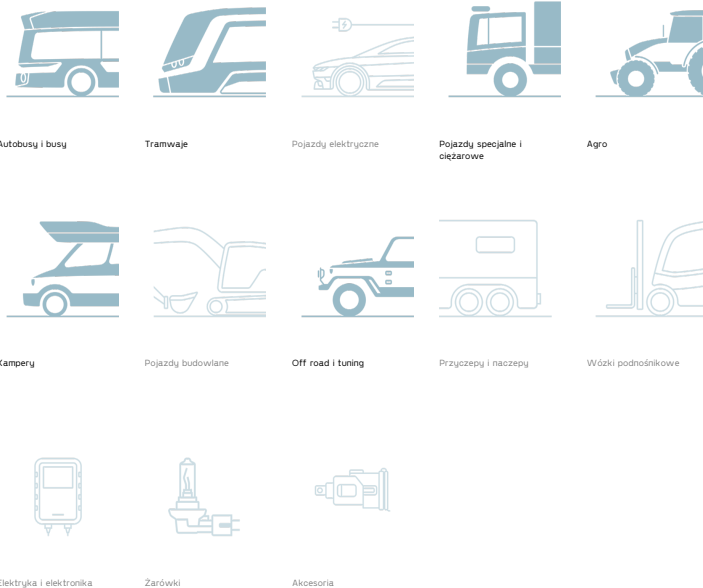 Autobusy i busy
Tramwaje
Pojazdy elektryczne
Pojazdy specjalne i
ciężarowe
Agro
Kampery
Pojazdy budowlane
Off road i tuning
Przyczepy i naczepy
Wózki podnośnikowe
Elektryka i elektronika
Żarówki
Akcesoria